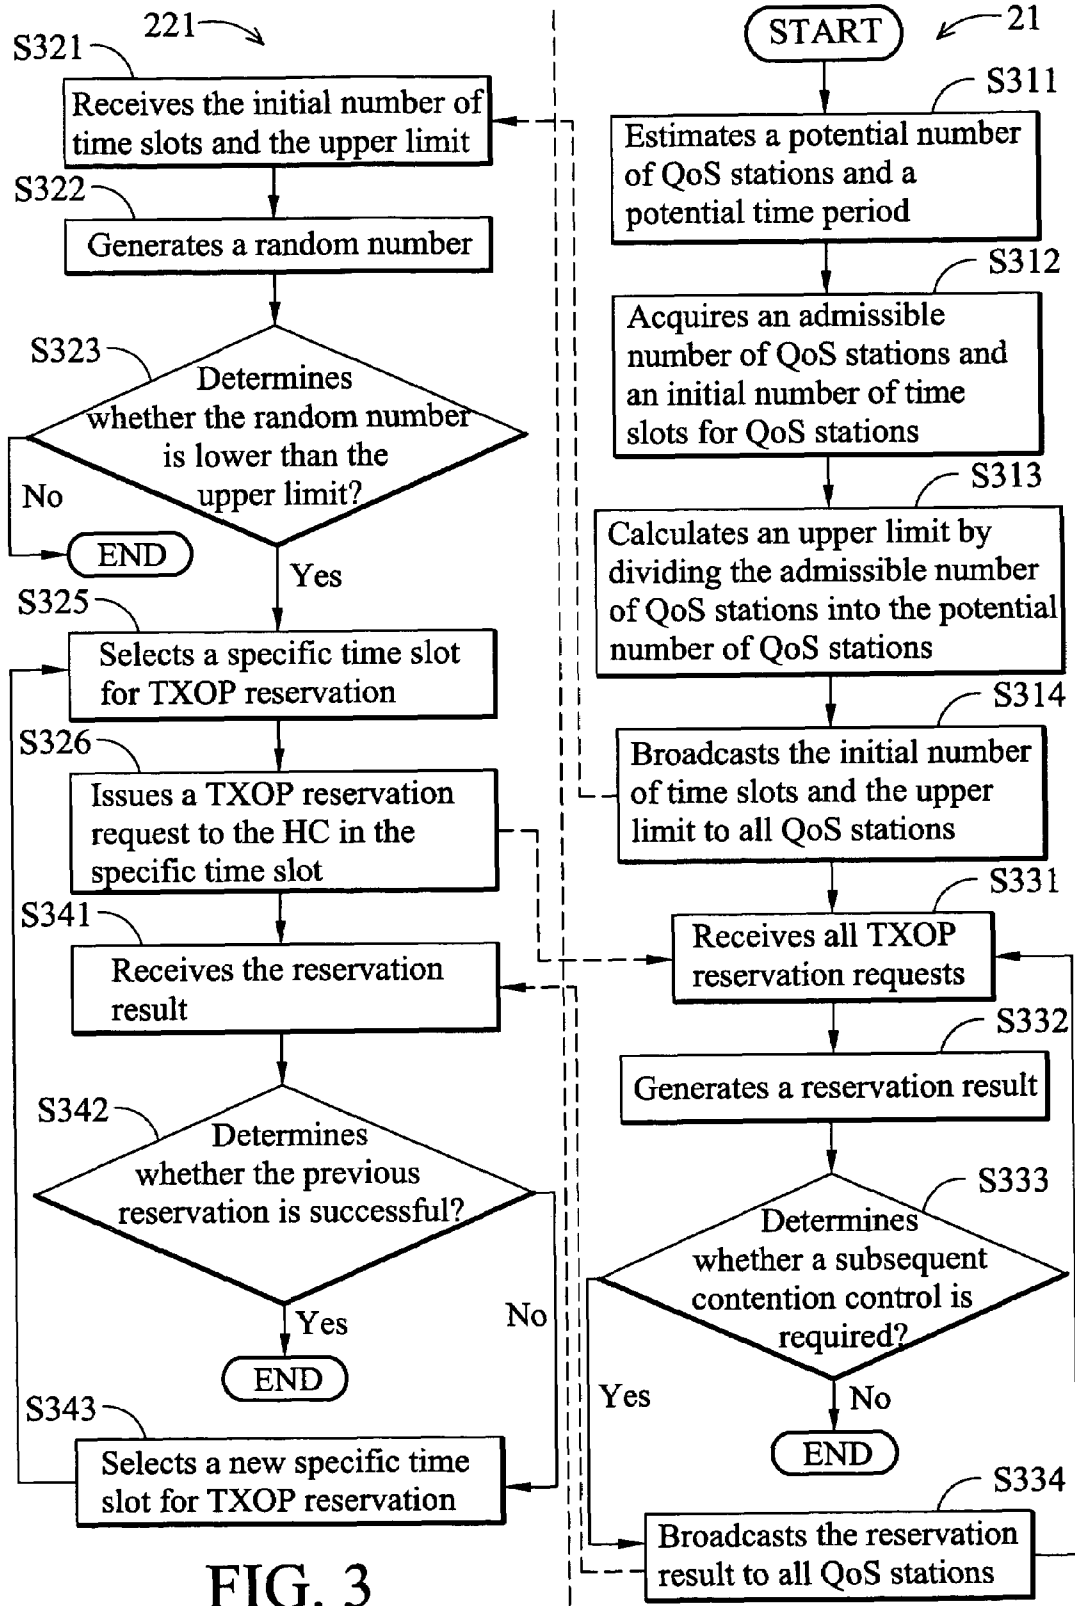 221
S321
Receives the initial number of
time slots and the upper limit
S322
Generates a random number
S323
Determines
whether the random number
is lower than the
upper limit?
No
END
Yes
S325
Selects a specific time slot
for TXOP reservation
S326
Issues a TXOP reservation
request to the HC in the
specific time slot
S341
Receives the reservation
result
S342
Determines
whether the previous
reservation is successful?
No
Yes
END
S343
Selects a new specific time
slot for TXOP reservation
START
21
S311
Estimates a potential number
of QoS stations and a
potential time period
S312
Acquires an admissible
number of QoS stations and
an initial number of time
slots for QoS stations
S313
Calculates an upper limit by
dividing the admissible number
of QoS stations into the potential
number of QoS stations
S314
Broadcasts the initial number
of time slots and the upper
limit to all QoS stations
S331
Receives all TXOP
reservation requests
S332
Generates a reservation result
S333
Determines
whether a subsequent
contention control is
required?
Yes
No
END
S334
Broadcasts the reservation
result to all QoS stations
FIG. 3